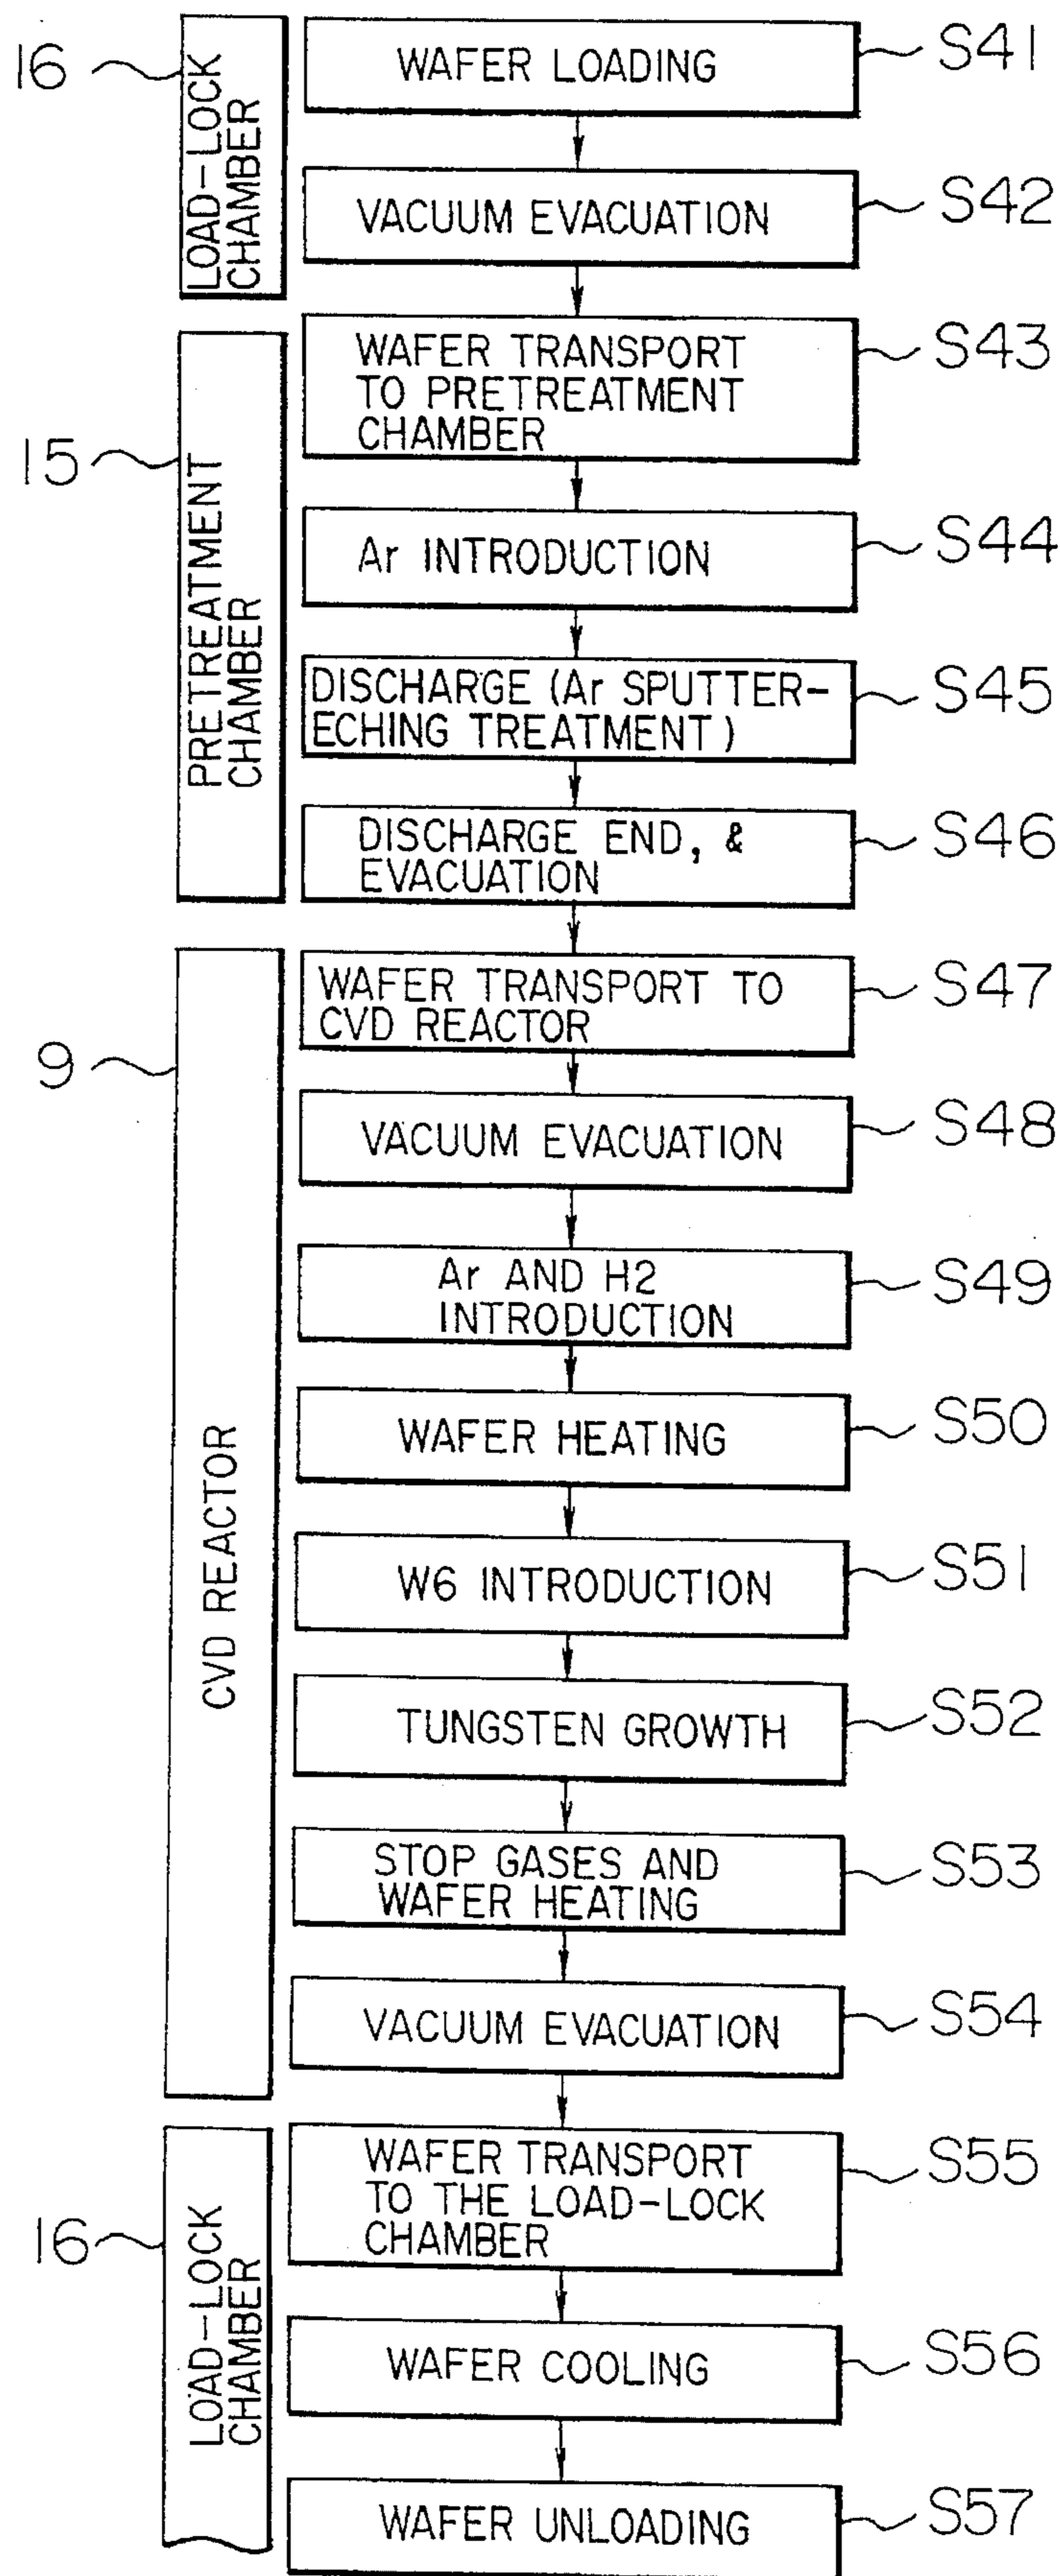 16
LOAD-LOCK
CHAMBER
WAFER LOADING
S41
VACUUM EVACUATION
S42
15
PRETREATMENT
CHAMBER
WAFER TRANSPORT
TO PRETREATMENT
CHAMBER
S43
Ar INTRODUCTION
S44
DISCHARGE (Ar SPUTTER-
ECHING TREATMENT)
S45
DISCHARGE END, &
EVACUATION
S46
9
CVD REACTOR
WAFER TRANSPORT TO
CVD REACTOR
S47
VACUUM EVACUATION
S48
Ar AND H2
INTRODUCTION
S49
WAFER HEATING
S50
W6 INTRODUCTION
S51
TUNGSTEN GROWTH
S52
STOP GASES AND
WAFER HEATING
S53
VACUUM EVACUATION
S54
16
LOAD-LOCK
CHAMBER
WAFER TRANSPORT
TO THE LOAD-LOCK
CHAMBER
S55
WAFER COOLING
S56
WAFER UNLOADING
S57